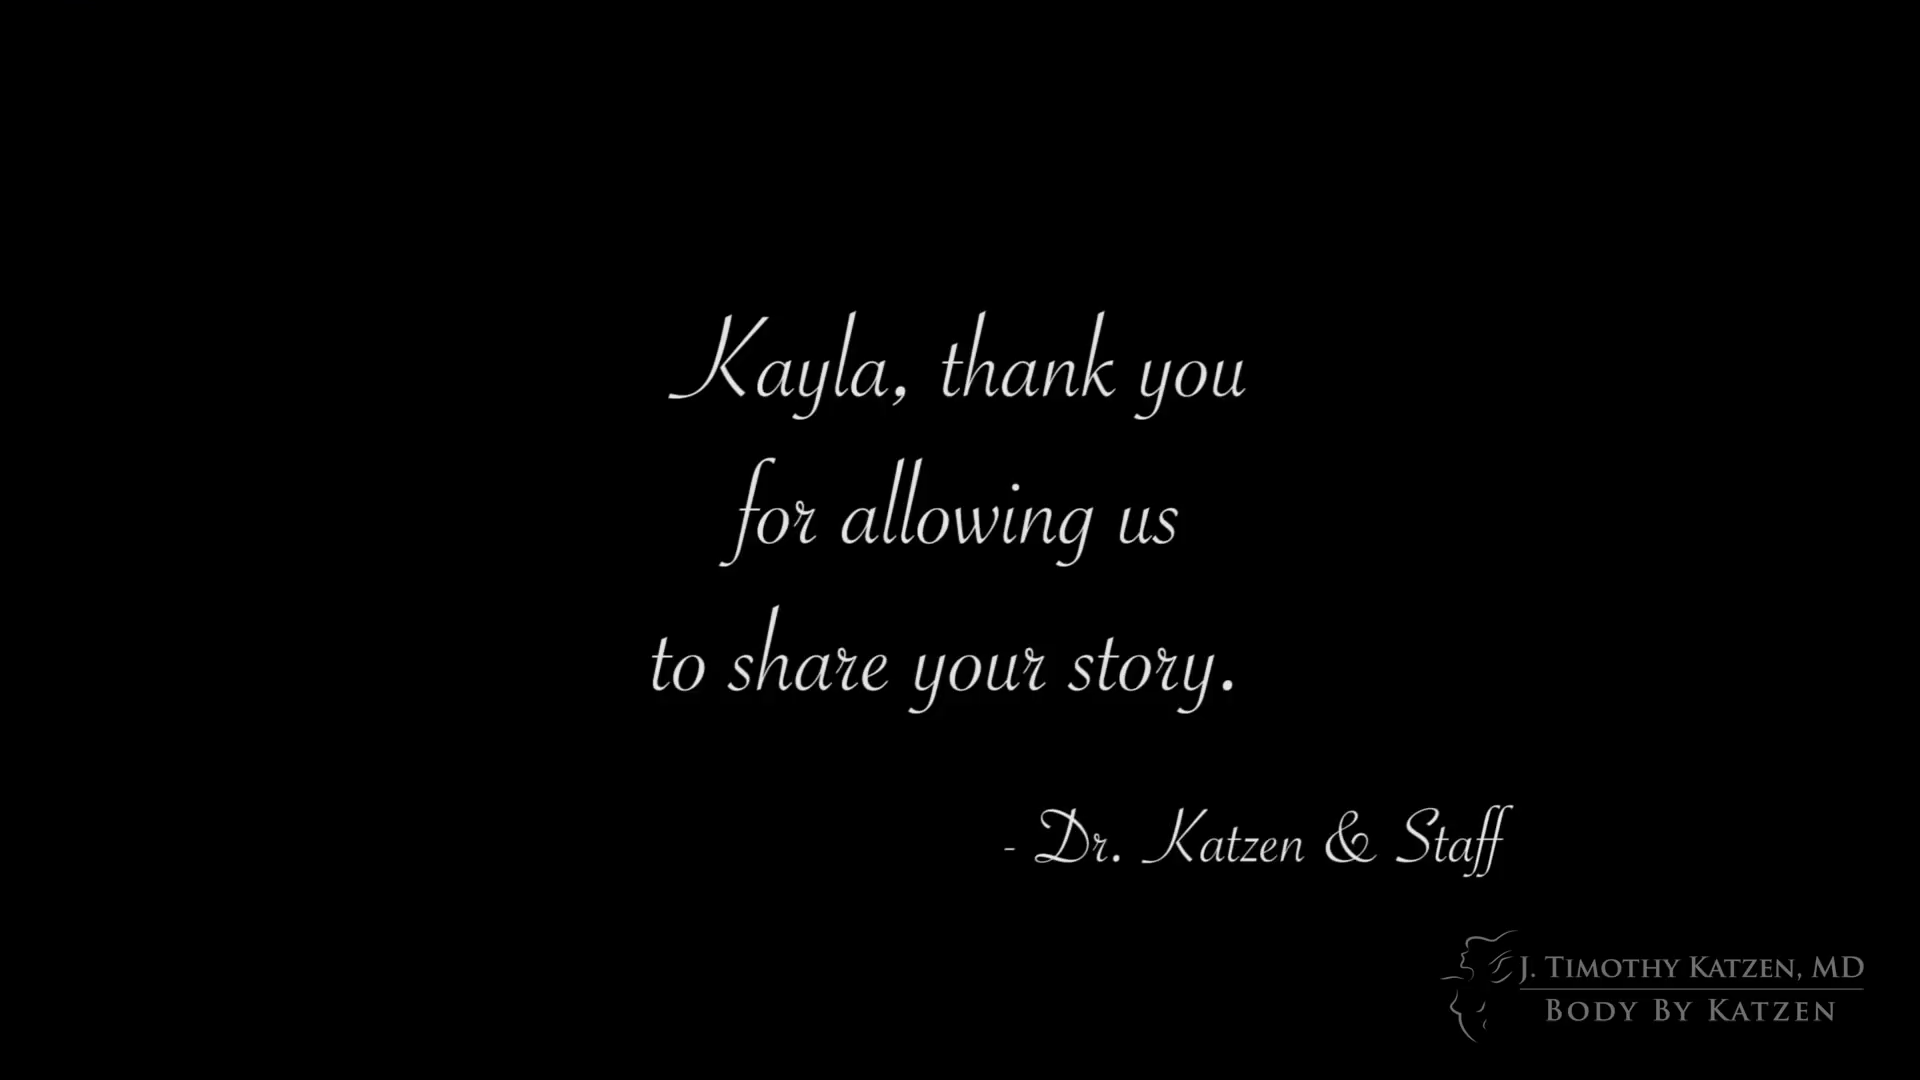 Kayla, thank you
for allowing us
to share your story.
- Dr. Katzen & Staff
J. Timothy Katzen, MD
Body By Katzen